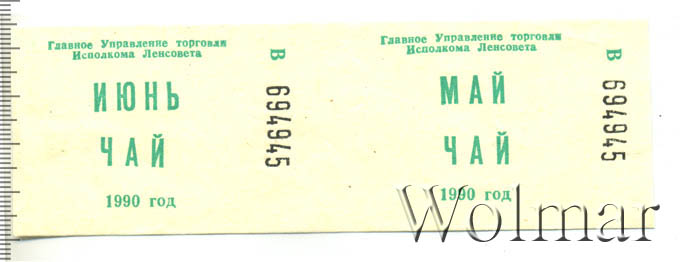 Главное Управление торговли
Исполкома Ленсовета
ИЮНЬ
ЧАЙ
1990 год
В 694945
Главное Управление торговли
Исполкома Ленсовета
МАЙ
ЧАЙ
1990 год
В 694945
Wolmar